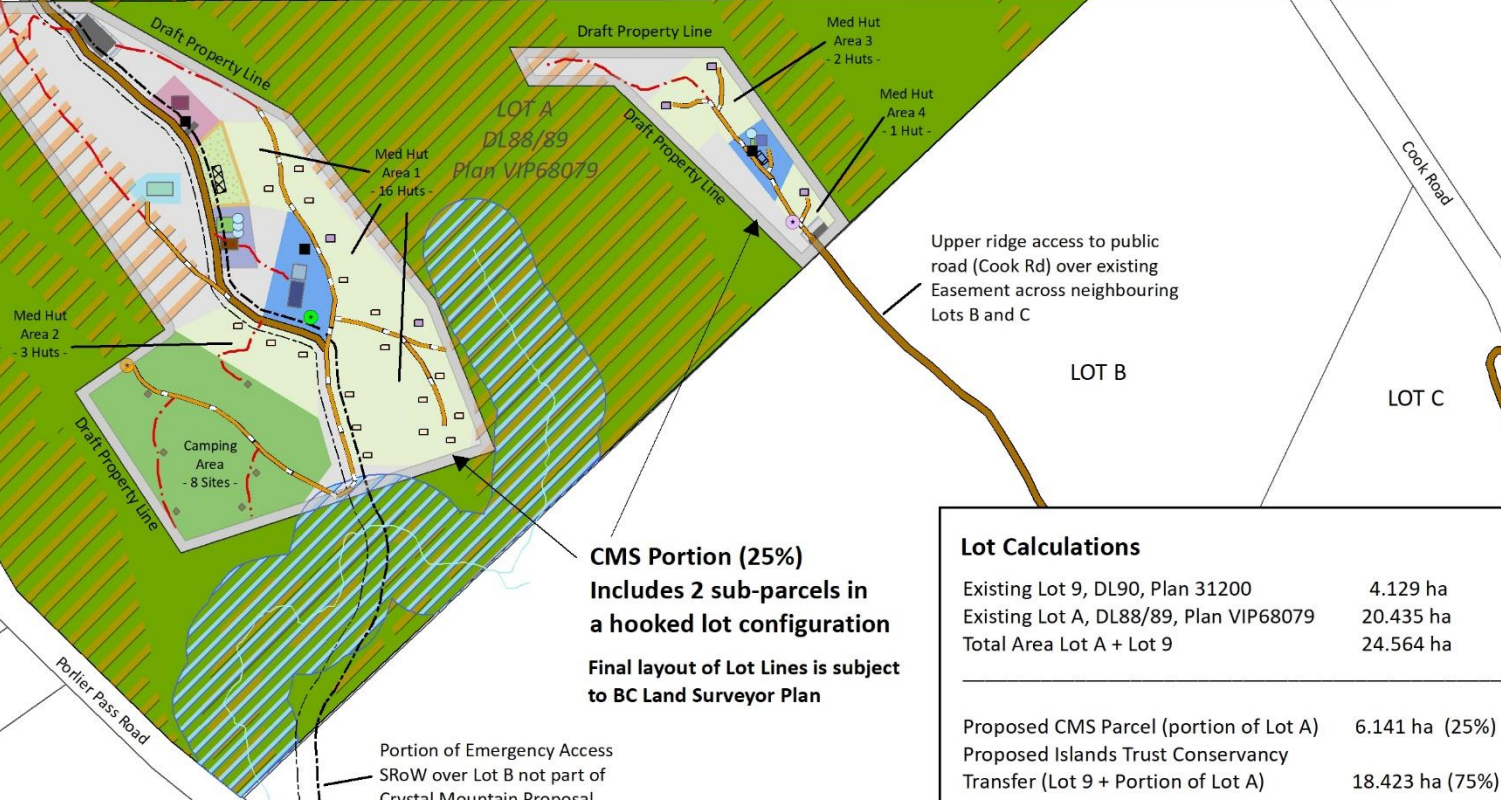 Draft Property Line
Draft Property Line
Med Hut
Area 3
- 2 Huts -
Med Hut
Area 4
- 1 Hut -
LOT A
DL88/89
Plan VIP68079
Draft Property Line
Cook Road
Med Hut
Area 1
- 16 Huts -
Upper ridge access to public
road (Cook Rd) over existing
Easement across neighbouring
Lots B and C
Med Hut
Area 2
- 3 Huts -
LOT B
LOT C
Camping
Area
- 8 Sites -
Draft Property Line
CMS Portion (25%)
Includes 2 sub-parcels in
a hooked lot configuration
Final layout of Lot Lines is subject
to BC Land Surveyor Plan
Porlier Pass Road
Portion of Emergency Access
SRoW over Lot B not part of
Crystal Mountain Proposal
Lot Calculations
Existing Lot 9, DL90, Plan 31200 4.129 ha
Existing Lot A, DL88/89, Plan VIP68079 20.435 ha
Total Area Lot A + Lot 9 24.564 ha
Proposed CMS Parcel (portion of Lot A) 6.141 ha (25%)
Proposed Islands Trust Conservancy
Transfer (Lot 9 + Portion of Lot A) 18.423 ha (75%)